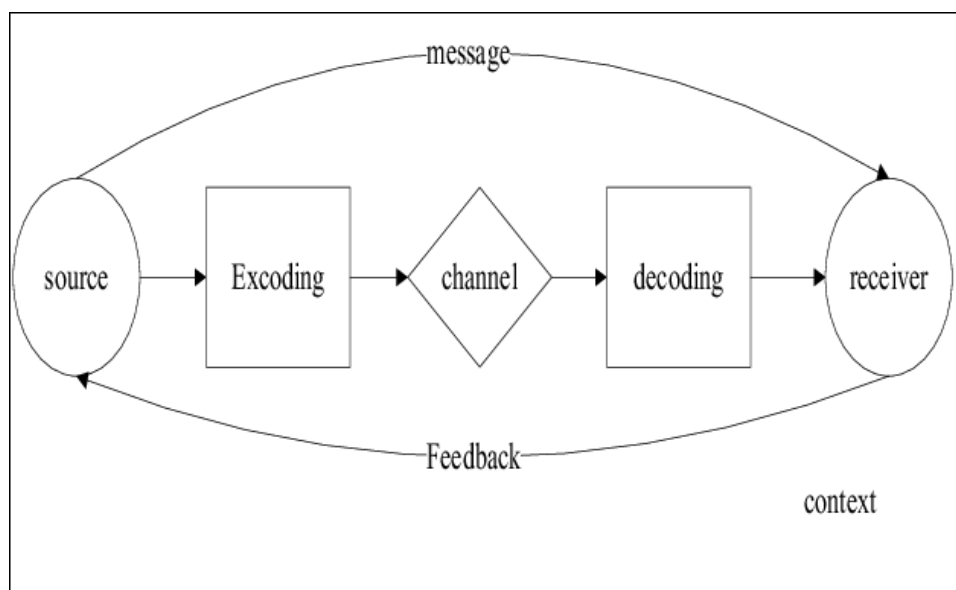 message
source
Excoding
channel
decoding
receiver
Feedback
context